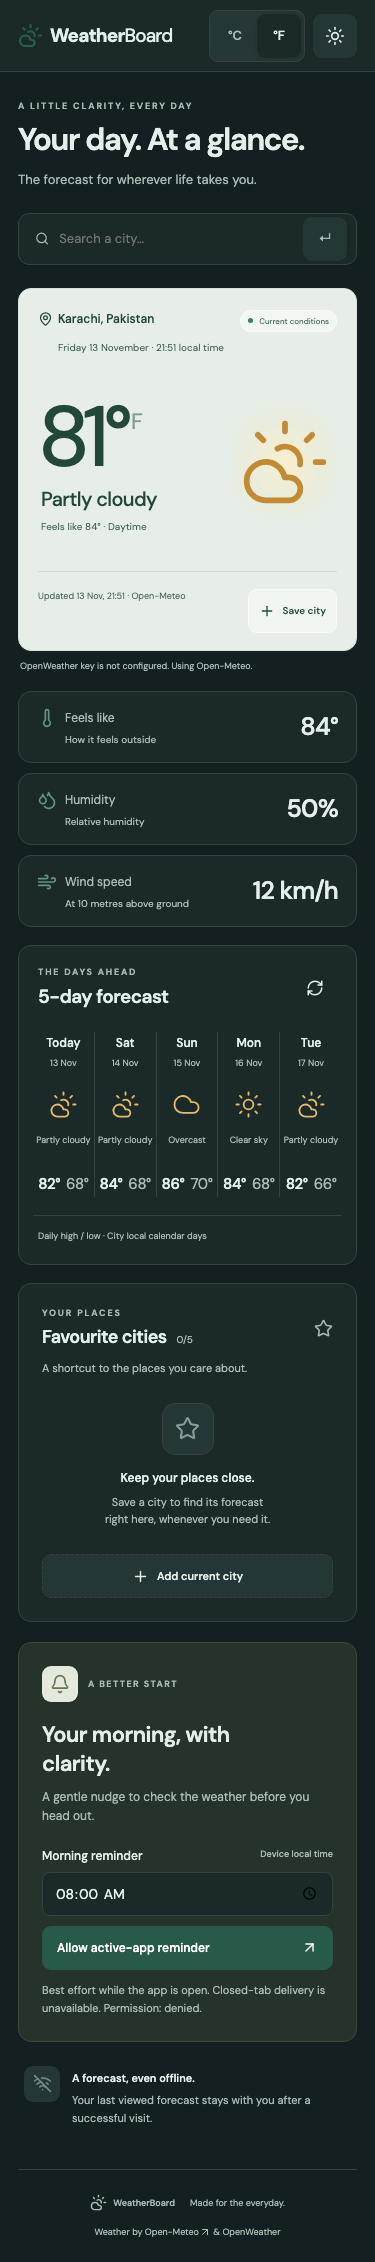 WeatherBoard
°C
°F
A LITTLE CLARITY, EVERY DAY
Your day. At a glance.
The forecast for wherever life takes you.
Search a city...
Karachi, Pakistan
Current conditions
Friday 13 November · 21:51 local time
81°F
Partly cloudy
Feels like 84° · Daytime
Updated 13 Nov, 21:51 · Open-Meteo
Save city
OpenWeather key is not configured. Using Open-Meteo.
Feels like
How it feels outside
84°
Humidity
Relative humidity
50%
Wind speed
At 10 metres above ground
12 km/h
THE DAYS AHEAD
5-day forecast
Today Sat Sun Mon Tue
13 Nov 14 Nov 15 Nov 16 Nov 17 Nov
Partly cloudy Partly cloudy Overcast Clear sky Partly cloudy
82° 68° 84° 68° 86° 70° 84° 68° 82° 66°
Daily high / low · City local calendar days
YOUR PLACES
Favourite cities 0/5
A shortcut to the places you care about.
Keep your places close.
Save a city to find its forecast
right here, whenever you need it.
Add current city
A BETTER START
Your morning, with
clarity.
A gentle nudge to check the weather before you
head out.
Morning reminder Device local time
08:00 AM
Allow active-app reminder
Best effort while the app is open. Closed-tab delivery is
unavailable. Permission: denied.
A forecast, even offline.
Your last viewed forecast stays with you after a
successful visit.
WeatherBoard Made for the everyday.
Weather by Open-Meteo & OpenWeather